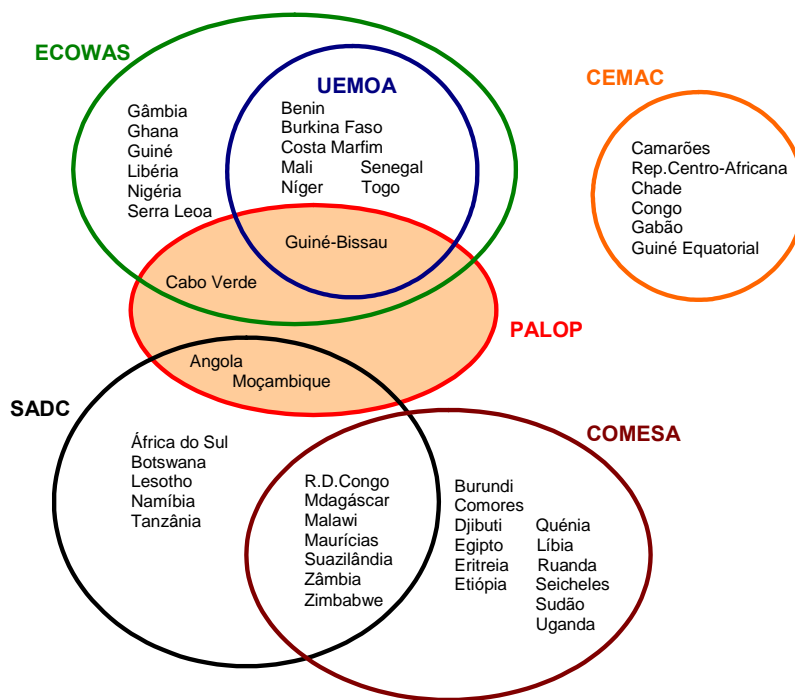 ECOWAS
UEMOA
CEMAC
Gâmbia
Ghana
Guiné
Libéria
Nigéria
Serra Leoa
Benin
Burkina Faso
Costa Marfim
Mali Senegal
Níger Togo
Camarões
Rep.Centro-Africana
Chade
Congo
Gabão
Guiné Equatorial
Guiné-Bissau
Cabo Verde
PALOP
Angola
Moçambique
SADC
COMESA
África do Sul
Botswana
Lesotho
Namíbia
Tanzânia
R.D.Congo
Mdagáscar
Malawi
Maurícias
Suazilândia
Zâmbia
Zimbabwe
Burundi
Comores
Djibuti Quénia
Egipto Líbia
Eritreia Ruanda
Etiópia Seicheles
Sudão
Uganda